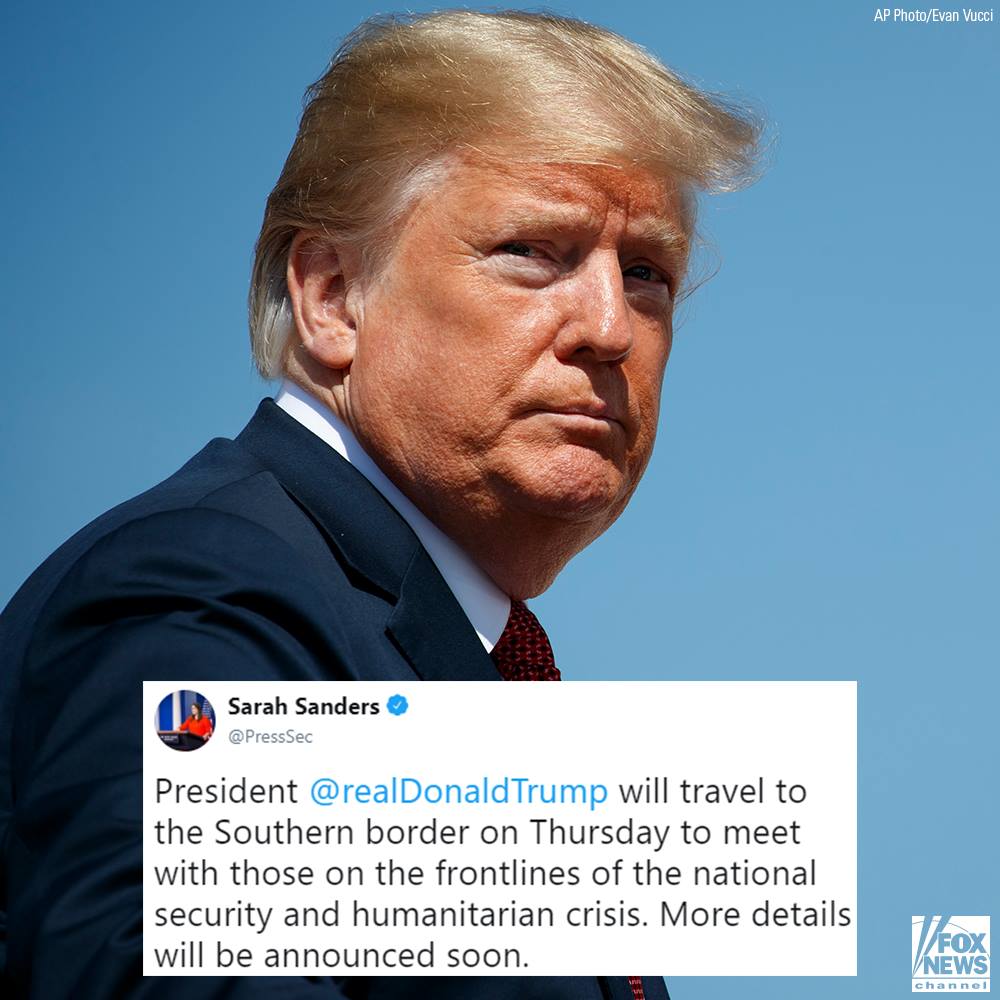 AP Photo/Evan Vucci
Sarah Sanders
@PressSec
President @realDonaldTrump will travel to
the Southern border on Thursday to meet
with those on the frontlines of the national
security and humanitarian crisis. More details
will be announced soon.
FOX
NEWS
channel